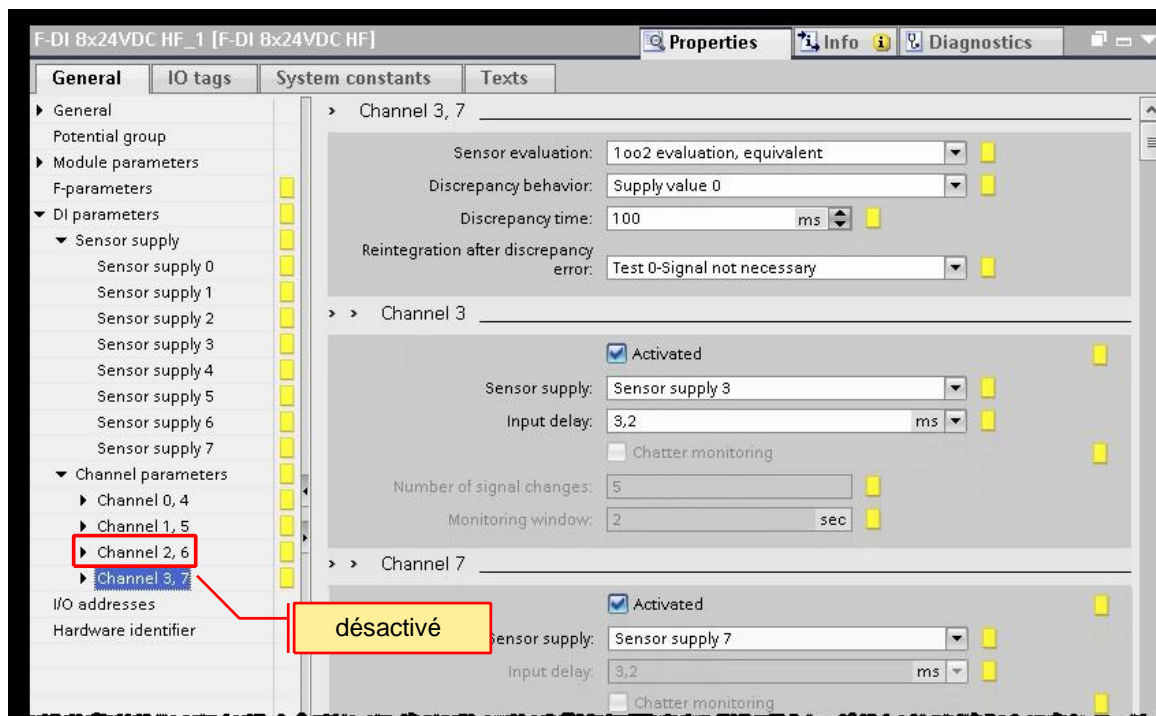 F-DI 8x24VDC HF_1 [F-DI 8x24VDC HF]
Properties
Info
Diagnostics
General
IO tags
System constants
Texts
General
Potential group
Module parameters
F-parameters
DI parameters
Sensor supply
Sensor supply 0
Sensor supply 1
Sensor supply 2
Sensor supply 3
Sensor supply 4
Sensor supply 5
Sensor supply 6
Sensor supply 7
Channel parameters
Channel 0, 4
Channel 1, 5
Channel 2, 6
Channel 3, 7
I/O addresses
Hardware identifier
désactivé
Channel 3, 7
Sensor evaluation: 1oo2 evaluation, equivalent
Discrepancy behavior: Supply value 0
Discrepancy time: 100 ms
Reintegration after discrepancy
error: Test 0-Signal not necessary
Channel 3
Activated
Sensor supply: Sensor supply 3
Input delay: 3,2 ms
Chatter monitoring
Number of signal changes: 5
Monitoring window: 2 sec
Channel 7
Activated
Sensor supply: Sensor supply 7
Input delay: 3,2 ms
Chatter monitoring